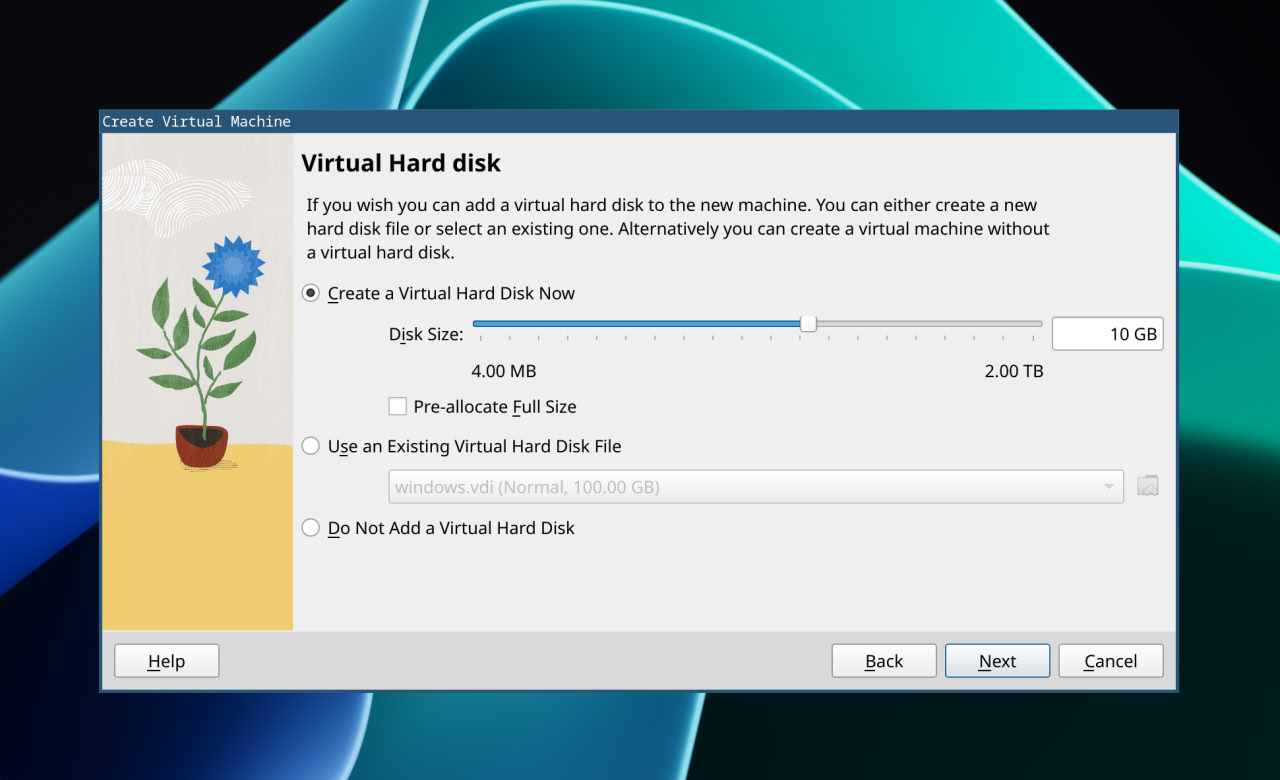 Create Virtual Machine
Virtual Hard disk
If you wish you can add a virtual hard disk to the new machine. You can either create a new
hard disk file or select an existing one. Alternatively you can create a virtual machine without
a virtual hard disk.
Create a Virtual Hard Disk Now
Disk Size:
10 GB
4.00 MB
2.00 TB
Pre-allocate Full Size
Use an Existing Virtual Hard Disk File
windows.vdi (Normal, 100.00 GB)
Do Not Add a Virtual Hard Disk
Help
Back
Next
Cancel